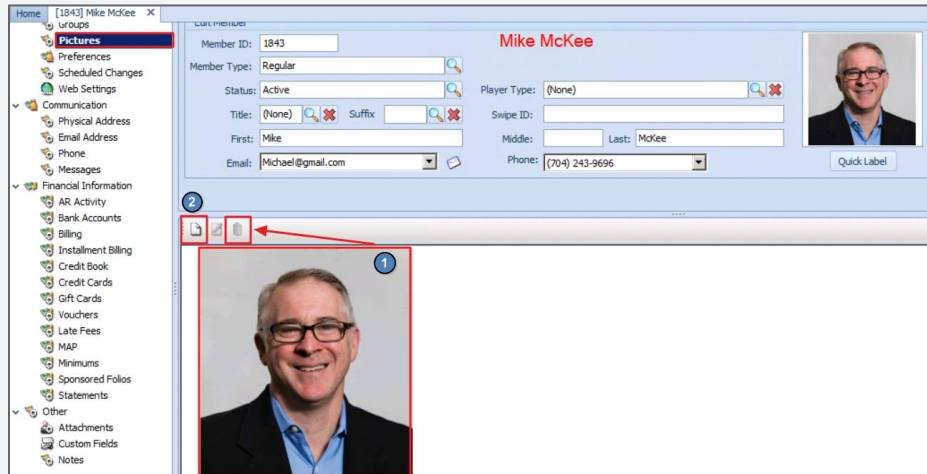 Home [1843] Mike McKee X
Groups
Pictures
Preferences
Scheduled Changes
Web Settings
Communication
Physical Address
Email Address
Phone
Messages
Financial Information
AR Activity
Bank Accounts
Billing
Installment Billing
Credit Book
Credit Cards
Gift Cards
Vouchers
Late Fees
MAP
Minimums
Sponsored Folios
Statements
Other
Attachments
Custom Fields
Notes
Edit Member
Member ID: 1843 Mike McKee
Member Type: Regular
Status: Active Player Type: (None)
Title: (None) Suffix Swipe ID:
First: Mike Middle: Last: McKee
Email: Michael@gmail.com Phone: (704) 243-9696
Quick Label
2
1